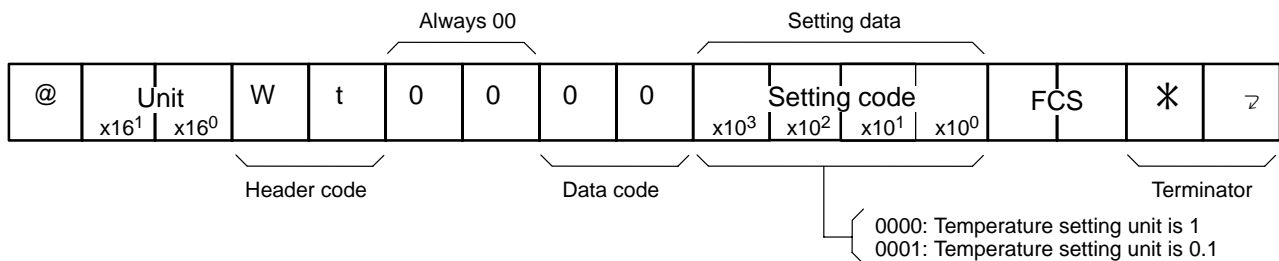 Always 00 Setting data
@ Unit W t 0 0 0 0 Setting code FCS * ↵
x16¹ x16⁰ x10³ x10² x10¹ x10⁰
Header code Data code Terminator
0000: Temperature setting unit is 1
0001: Temperature setting unit is 0.1